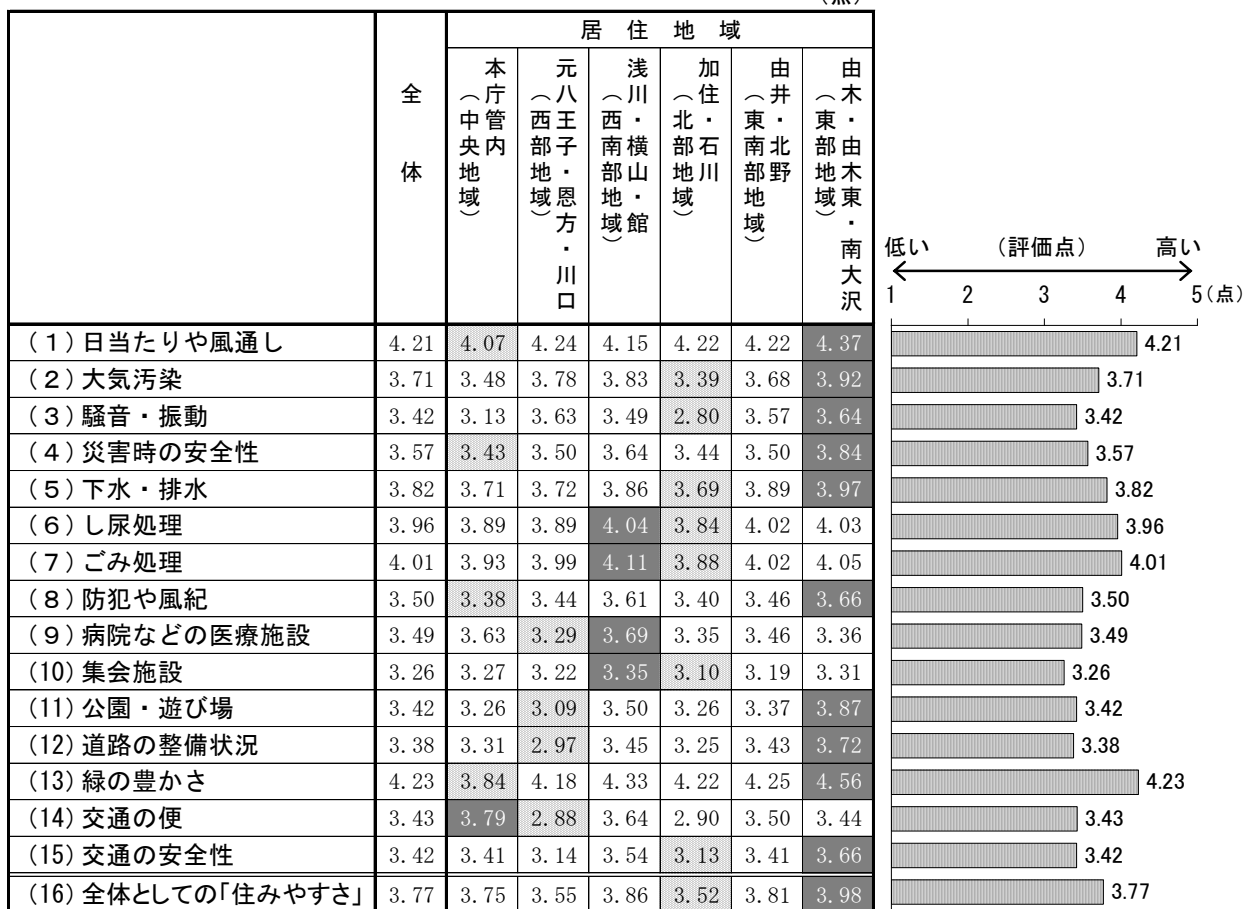 (点)
居 住 地 域
全 体
本庁管内
（中央地域）
元八王子・恩方・川口
（西部地域）
浅川・横山・館
（西南部地域）
加住・石川
（北部地域）
由井・北野
（東南部地域）
由木・由木東・南大沢
（東部地域）
低い (評価点) 高い
1 2 3 4 5(点)
(1)日当たりや風通し 4.21 4.07 4.24 4.15 4.22 4.22 4.37 4.21
(2)大気汚染 3.71 3.48 3.78 3.83 3.39 3.68 3.92 3.71
(3)騒音・振動 3.42 3.13 3.63 3.49 2.80 3.57 3.64 3.42
(4)災害時の安全性 3.57 3.43 3.50 3.64 3.44 3.50 3.84 3.57
(5)下水・排水 3.82 3.71 3.72 3.86 3.69 3.89 3.97 3.82
(6)し尿処理 3.96 3.89 3.89 4.04 3.84 4.02 4.03 3.96
(7)ごみ処理 4.01 3.93 3.99 4.11 3.88 4.02 4.05 4.01
(8)防犯や風紀 3.50 3.38 3.44 3.61 3.40 3.46 3.66 3.50
(9)病院などの医療施設 3.49 3.63 3.29 3.69 3.35 3.46 3.36 3.49
(10)集会施設 3.26 3.27 3.22 3.35 3.10 3.19 3.31 3.26
(11)公園・遊び場 3.42 3.26 3.09 3.50 3.26 3.37 3.87 3.42
(12)道路の整備状況 3.38 3.31 2.97 3.45 3.25 3.43 3.72 3.38
(13)緑の豊かさ 4.23 3.84 4.18 4.33 4.22 4.25 4.56 4.23
(14)交通の便 3.43 3.79 2.88 3.64 2.90 3.50 3.44 3.43
(15)交通の安全性 3.42 3.41 3.14 3.54 3.13 3.41 3.66 3.42
(16)全体としての｢住みやすさ｣ 3.77 3.75 3.55 3.86 3.52 3.81 3.98 3.77